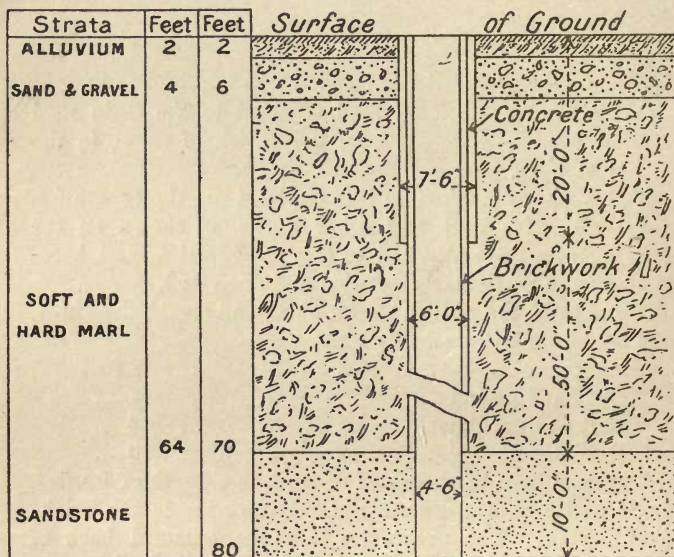 Strata Feet Feet Surface of Ground
ALLUVIUM 2 2
SAND & GRAVEL 4 6
Concrete
7'-6"
20'-0"
Brickwork
SOFT AND
HARD MARL
6'-0"
50'-0"
64 70
4'-6"
10'-0"
SANDSTONE
80